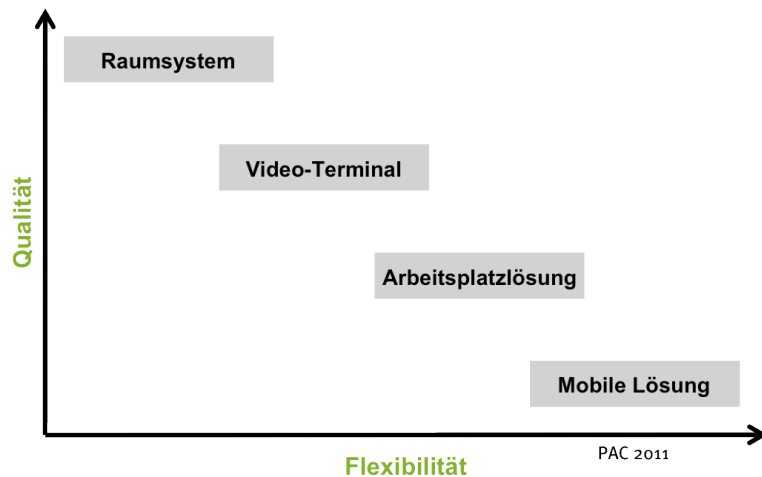 Raumsystem
Video-Terminal
Qualität
Arbeitsplatzlösung
Mobile Lösung
PAC 2011
Flexibilität